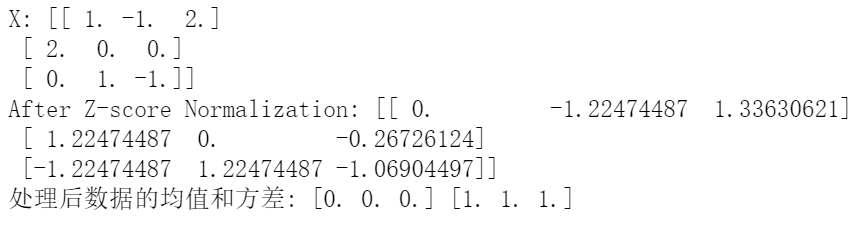 X: [[ 1. -1.  2.]
 [ 2.  0.  0.]
 [ 0.  1. -1.]]
After Z-score Normalization: [[ 0.         -1.22474487  1.33630621]
 [ 1.22474487  0.         -0.26726124]
 [-1.22474487  1.22474487 -1.06904497]]
处理后数据的均值和方差: [0. 0. 0.] [1. 1. 1.]